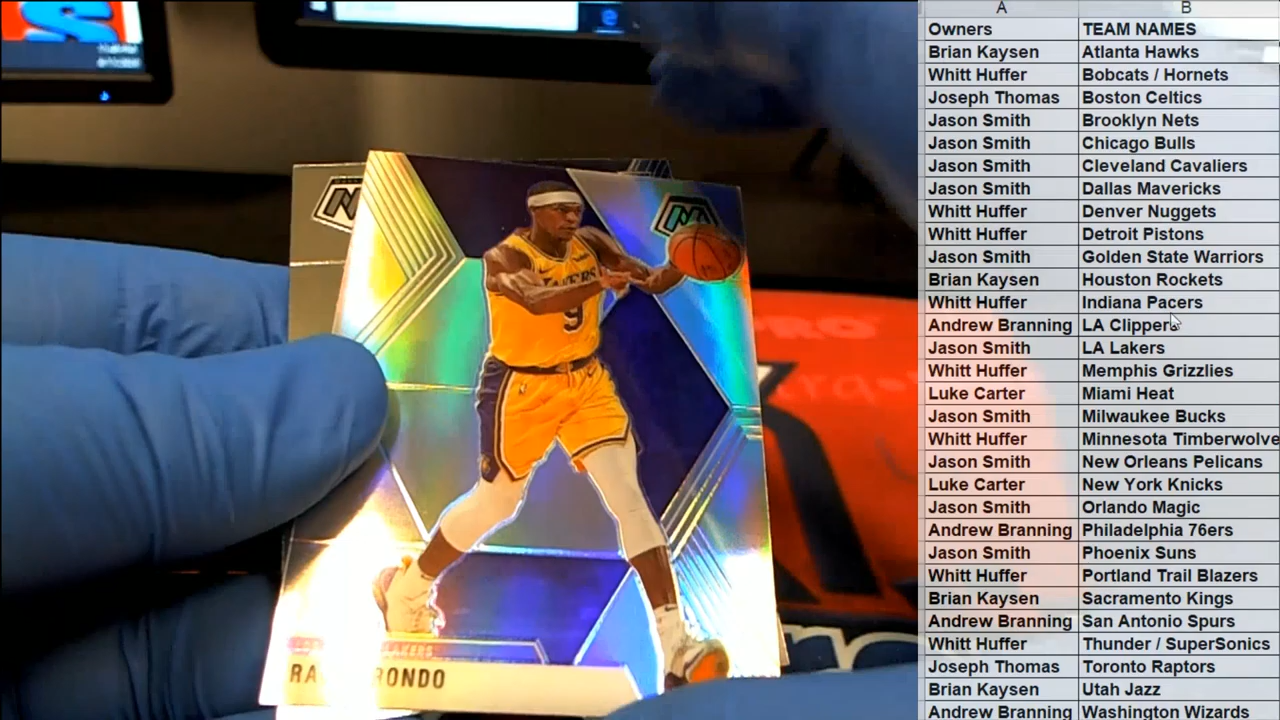 A B
Owners TEAM NAMES
Brian Kaysen Atlanta Hawks
Whitt Huffer Bobcats / Hornets
Joseph Thomas Boston Celtics
Jason Smith Brooklyn Nets
Jason Smith Chicago Bulls
Jason Smith Cleveland Cavaliers
Jason Smith Dallas Mavericks
Whitt Huffer Denver Nuggets
Whitt Huffer Detroit Pistons
Jason Smith Golden State Warriors
Brian Kaysen Houston Rockets
Whitt Huffer Indiana Pacers
Andrew Branning LA Clippers
Jason Smith LA Lakers
Whitt Huffer Memphis Grizzlies
Luke Carter Miami Heat
Jason Smith Milwaukee Bucks
Whitt Huffer Minnesota Timberwolve
Jason Smith New Orleans Pelicans
Luke Carter New York Knicks
Jason Smith Orlando Magic
Andrew Branning Philadelphia 76ers
Jason Smith Phoenix Suns
Whitt Huffer Portland Trail Blazers
Brian Kaysen Sacramento Kings
Andrew Branning San Antonio Spurs
Whitt Huffer Thunder / SuperSonics
Joseph Thomas Toronto Raptors
Brian Kaysen Utah Jazz
Andrew Branning Washington Wizards
9
RONDO